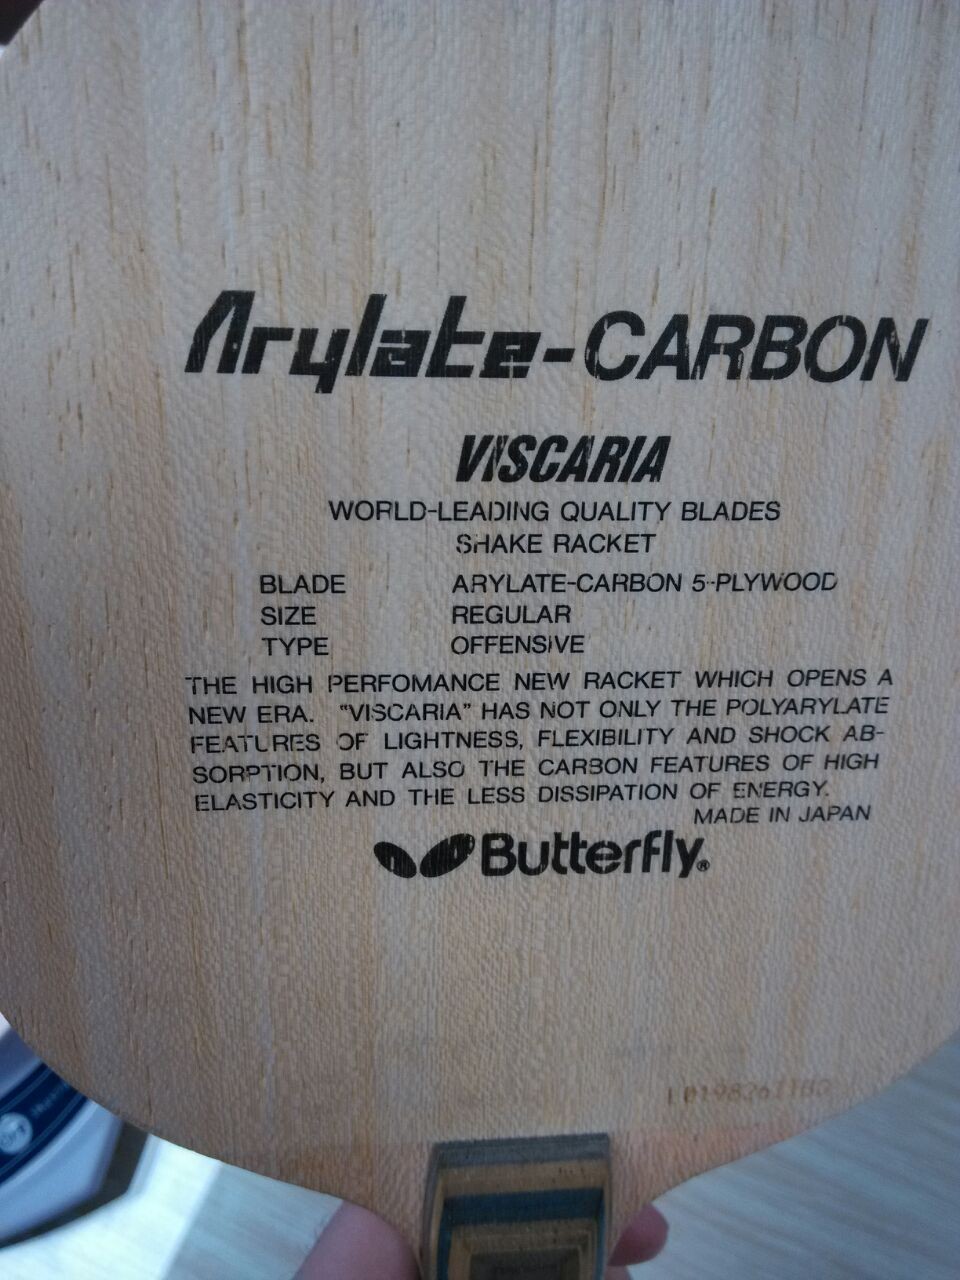 Arylate-CARBON
VISCARIA
WORLD-LEADING QUALITY BLADES
SHAKE RACKET
BLADE ARYLATE-CARBON 5-PLYWOOD
SIZE REGULAR
TYPE OFFENSIVE
THE HIGH PERFOMANCE NEW RACKET WHICH OPENS A
NEW ERA. "VISCARIA" HAS NOT ONLY THE POLYARYLATE
FEATURES OF LIGHTNESS, FLEXIBILITY AND SHOCK AB-
SORPTION, BUT ALSO THE CARBON FEATURES OF HIGH
ELASTICITY AND THE LESS DISSIPATION OF ENERGY.
MADE IN JAPAN
Butterfly®